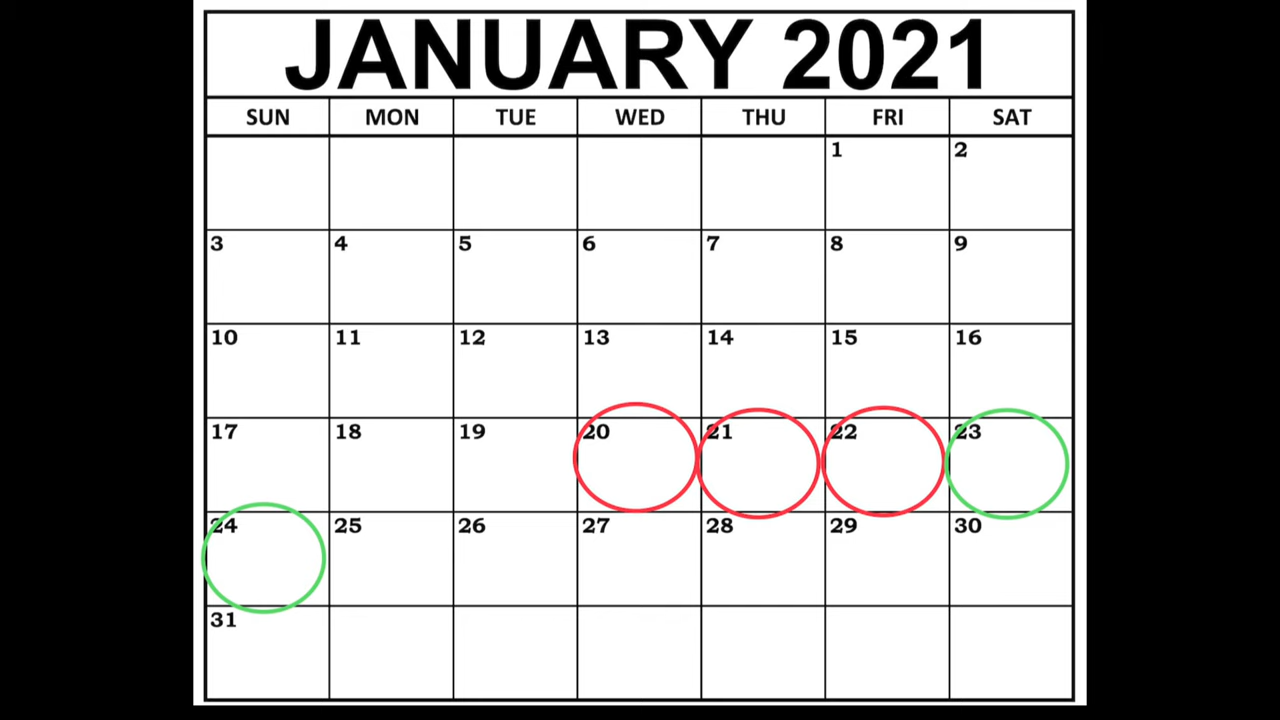 JANUARY 2021
SUN MON TUE WED THU FRI SAT
1 2
3 4 5 6 7 8 9
10 11 12 13 14 15 16
17 18 19 20 21 22 23
24 25 26 27 28 29 30
31